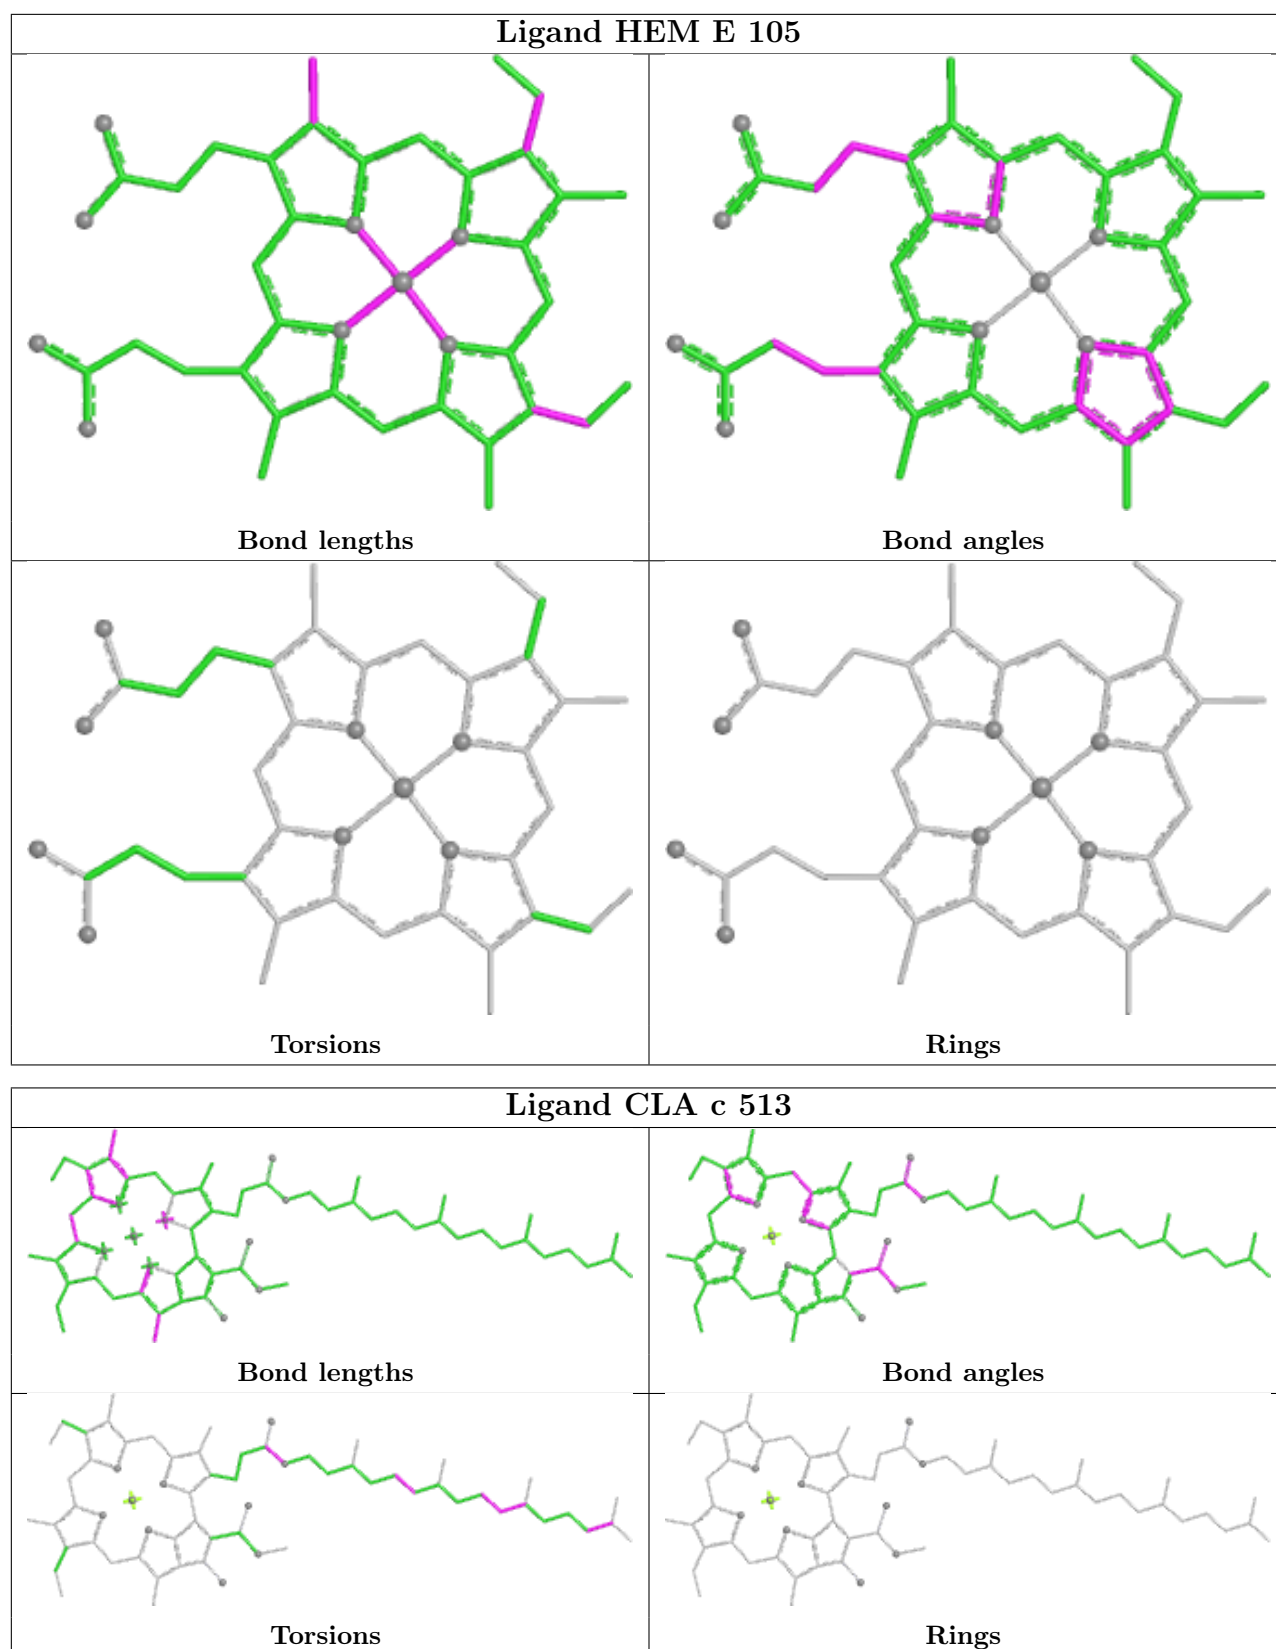 Ligand HEM E 105
Bond lengths
Bond angles
Torsions
Rings
Ligand CLA c 513
Bond lengths
Bond angles
Torsions
Rings